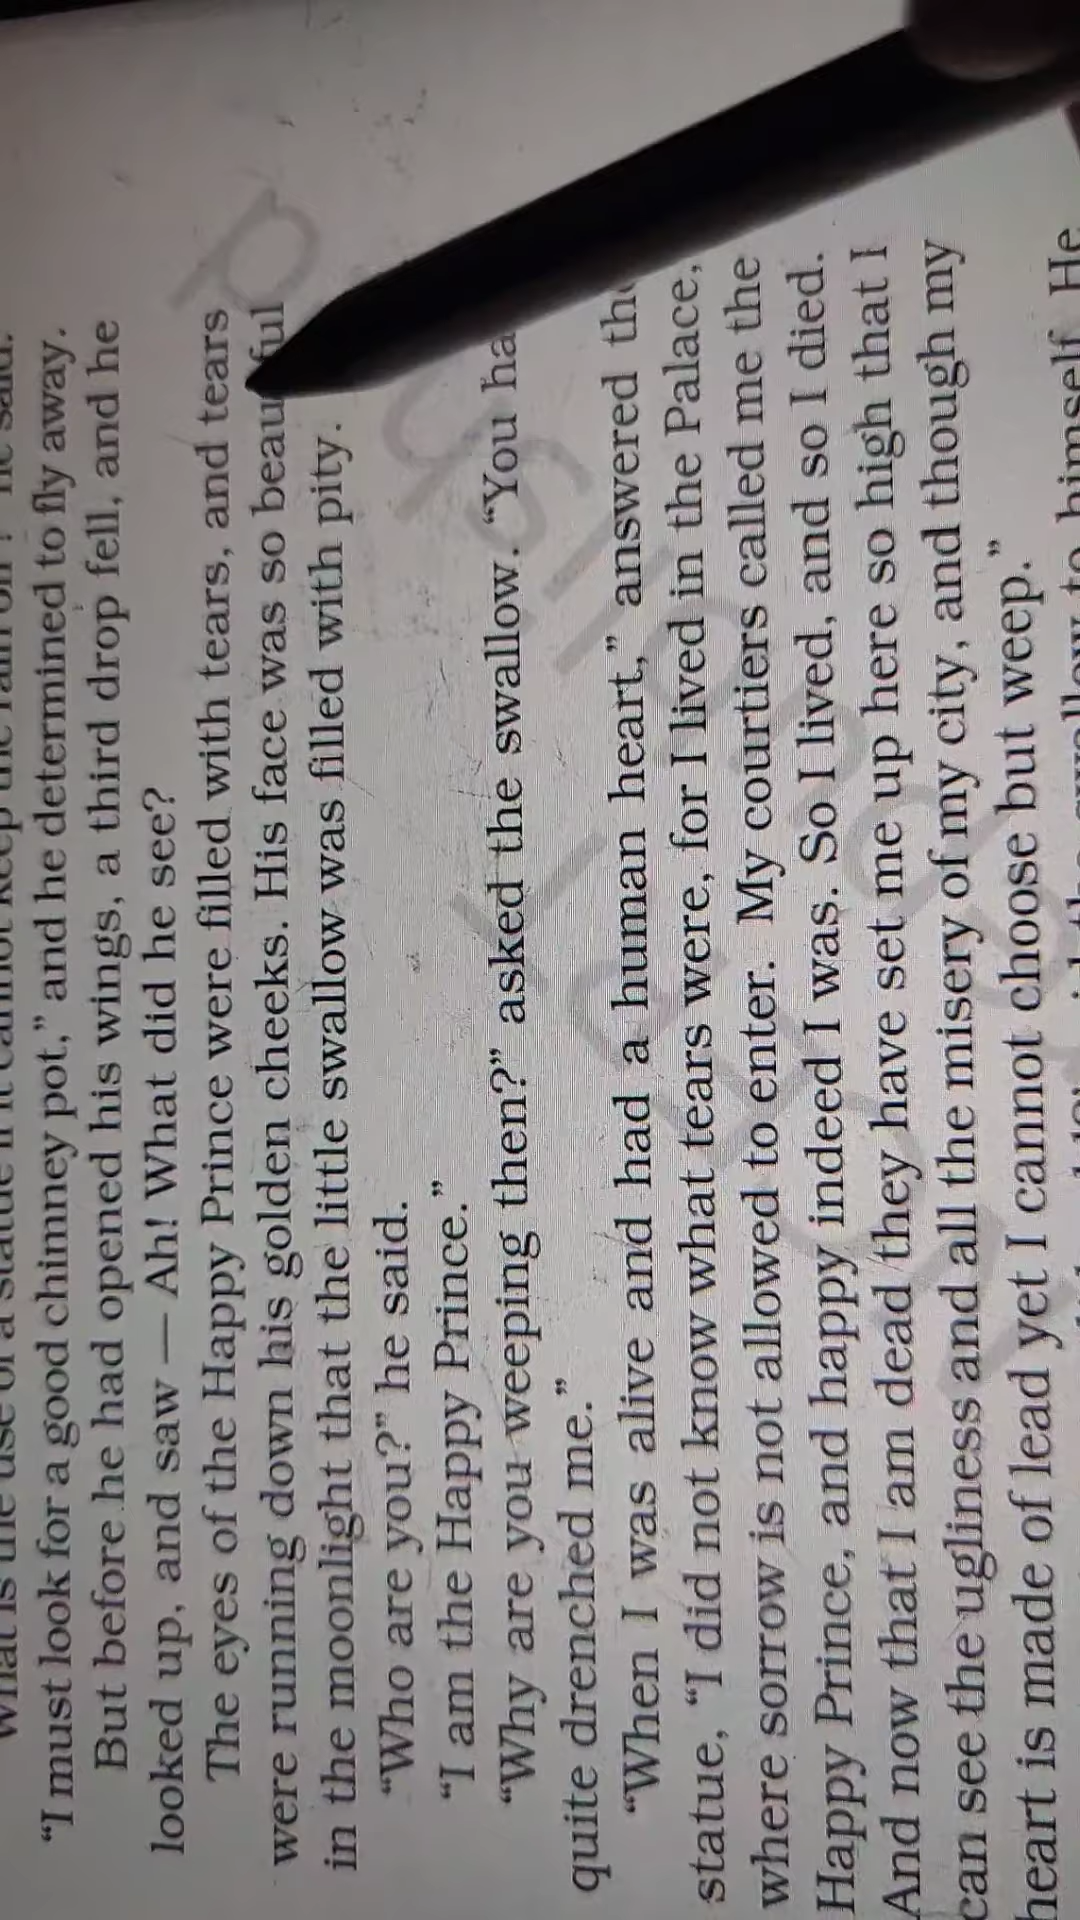 "I must look for a good chimney pot," and he determined to fly away.
But before he had opened his wings, a third drop fell, and he
looked up, and saw — Ah! What did he see?
The eyes of the Happy Prince were filled with tears, and tears
were running down his golden cheeks. His face was so beautiful
in the moonlight that the little swallow was filled with pity.
"Who are you?" he said.
"I am the Happy Prince."
"Why are you weeping then?" asked the swallow. "You ha
quite drenched me."
"When I was alive and had a human heart," answered the
statue, "I did not know what tears were, for I lived in the Palace,
where sorrow is not allowed to enter. My courtiers called me the
Happy Prince, and happy indeed I was. So I lived, and so I died.
And now that I am dead they have set me up here so high that I
can see the ugliness and all the misery of my city, and though my
heart is made of lead yet I cannot choose but weep."
himself. He